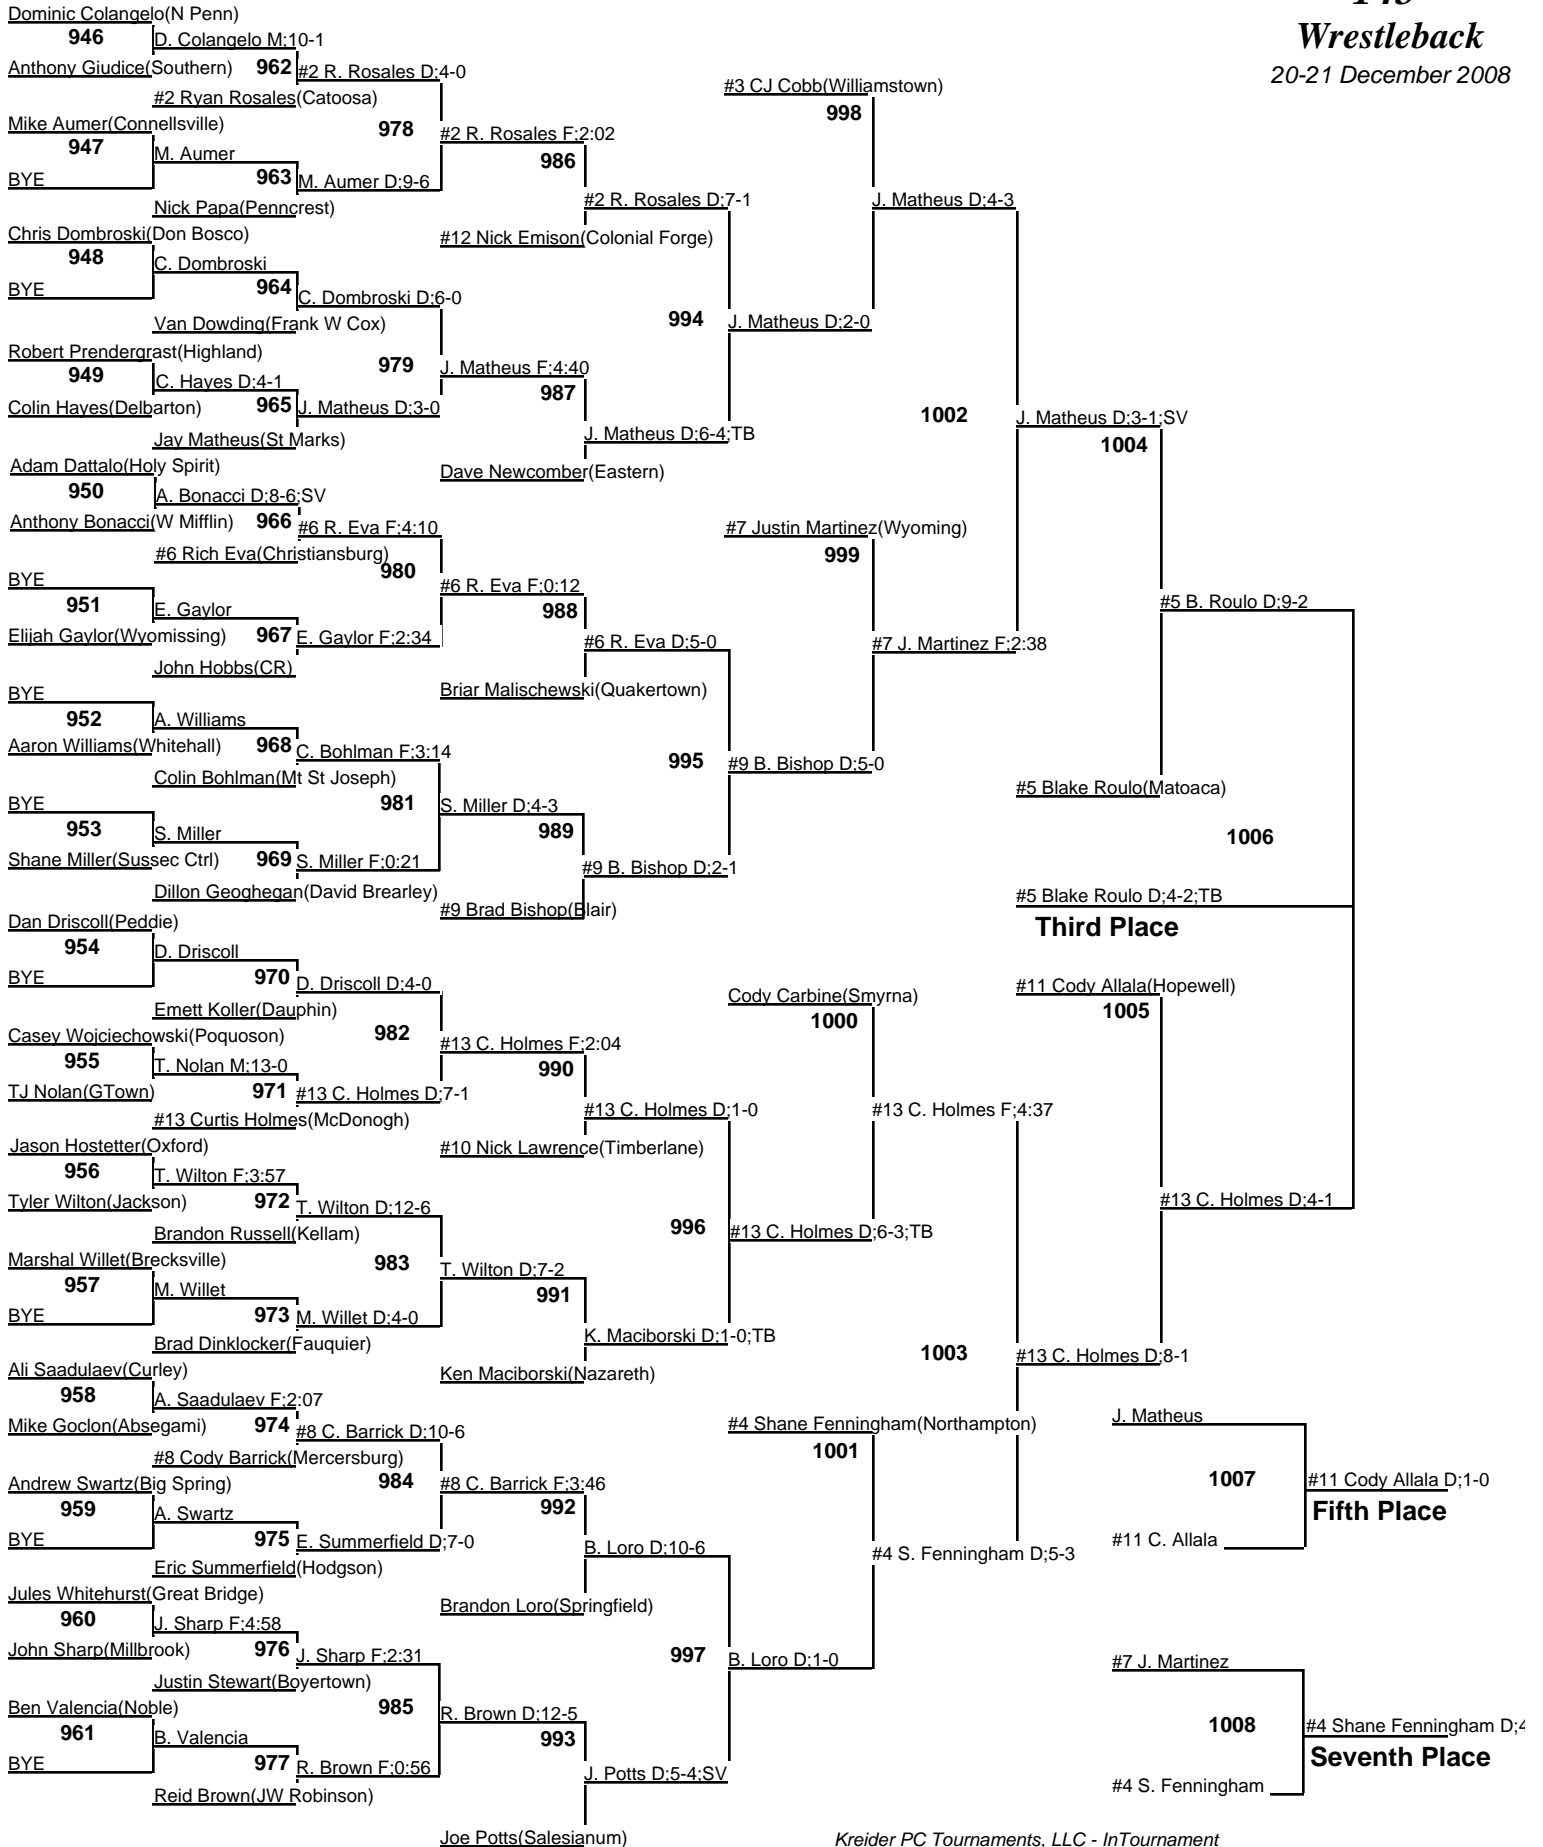 Wrestleback
20-21 December 2008
Dominic Colangelo(N Penn)
946
D. Colangelo M;10-1
Anthony Giudice(Southern)
962
#2 R. Rosales D;4-0
#2 Ryan Rosales(Catoosa)
Mike Aumer(Connellsville)
978
#2 R. Rosales F;2:02
947
M. Aumer
BYE
963
M. Aumer D;9-6
Nick Papa(Penncrest)
986
#2 R. Rosales D;7-1
#12 Nick Emison(Colonial Forge)
Chris Dombroski(Don Bosco)
948
C. Dombroski
BYE
964
C. Dombroski D;6-0
Van Dowding(Frank W Cox)
Robert Prendergrast(Highland)
979
J. Matheus F;4:40
949
C. Hayes D;4-1
Colin Hayes(Delbarton)
965
J. Matheus D;3-0
Jay Matheus(St Marks)
987
J. Matheus D;6-4;TB
Dave Newcomber(Eastern)
994
J. Matheus D;2-0
#3 CJ Cobb(Williamstown)
998
J. Matheus D;4-3
Adam Dattalo(Holy Spirit)
950
A. Bonacci D;8-6;SV
Anthony Bonacci(W Mifflin)
966
#6 R. Eva F;4:10
#6 Rich Eva(Christiansburg)
980
#6 R. Eva F;0:12
BYE
951
E. Gaylor
Elijah Gaylor(Wyomissing)
967
E. Gaylor F;2:34
John Hobbs(CR)
988
#6 R. Eva D;5-0
Briar Malischewski(Quakertown)
BYE
952
A. Williams
Aaron Williams(Whitehall)
968
C. Bohlman F;3:14
Colin Bohlman(Mt St Joseph)
981
S. Miller D;4-3
BYE
953
S. Miller
Shane Miller(Sussec Ctrl)
969
S. Miller F;0:21
Dillon Geoghegan(David Brearley)
989
#9 B. Bishop D;2-1
#9 Brad Bishop(Blair)
995
#9 B. Bishop D;5-0
#7 Justin Martinez(Wyoming)
999
#7 J. Martinez F;2:38
1002
J. Matheus D;3-1;SV
1004
#5 B. Roulo D;9-2
#5 Blake Roulo(Matoaca)
1006
#5 Blake Roulo D;4-2;TB
Third Place
Dan Driscoll(Peddie)
954
D. Driscoll
BYE
970
D. Driscoll D;4-0
Emett Koller(Dauphin)
Casey Wojciechowski(Poquoson)
982
#13 C. Holmes F;2:04
955
T. Nolan M;13-0
TJ Nolan(GTown)
971
#13 C. Holmes D;7-1
#13 Curtis Holmes(McDonogh)
990
#13 C. Holmes D;1-0
#10 Nick Lawrence(Timberlane)
Jason Hostetter(Oxford)
956
T. Wilton F;3:57
Tyler Wilton(Jackson)
972
T. Wilton D;12-6
Brandon Russell(Kellam)
Marshal Willet(Brecksville)
983
T. Wilton D;7-2
957
M. Willet
BYE
973
M. Willet D;4-0
Brad Dinklocker(Fauquier)
991
K. Maciborski D;1-0;TB
Ken Maciborski(Nazareth)
996
#13 C. Holmes D;6-3;TB
Cody Carbine(Smyrna)
1000
#13 C. Holmes F;4:37
Ali Saadulaev(Curley)
958
A. Saadulaev F;2:07
Mike Goclon(Absegami)
974
#8 C. Barrick D;10-6
#8 Cody Barrick(Mercersburg)
984
#8 C. Barrick F;3:46
Andrew Swartz(Big Spring)
959
A. Swartz
BYE
975
E. Summerfield D;7-0
Eric Summerfield(Hodgson)
992
B. Loro D;10-6
Brandon Loro(Springfield)
Jules Whitehurst(Great Bridge)
960
J. Sharp F;4:58
John Sharp(Millbrook)
976
J. Sharp F;2:31
Justin Stewart(Boyertown)
985
R. Brown D;12-5
Ben Valencia(Noble)
961
B. Valencia
BYE
977
R. Brown F;0:56
Reid Brown(JW Robinson)
993
J. Potts D;5-4;SV
Joe Potts(Salesianum)
997
B. Loro D;1-0
#4 Shane Fenningham(Northampton)
1001
#4 S. Fenningham D;5-3
1003
#13 C. Holmes D;8-1
#11 Cody Allala(Hopewell)
1005
#13 C. Holmes D;4-1
J. Matheus
1007
#11 Cody Allala D;1-0
Fifth Place
#11 C. Allala
#7 J. Martinez
1008
#4 Shane Fenningham D;4
Seventh Place
#4 S. Fenningham
Kreider PC Tournaments, LLC - InTournament